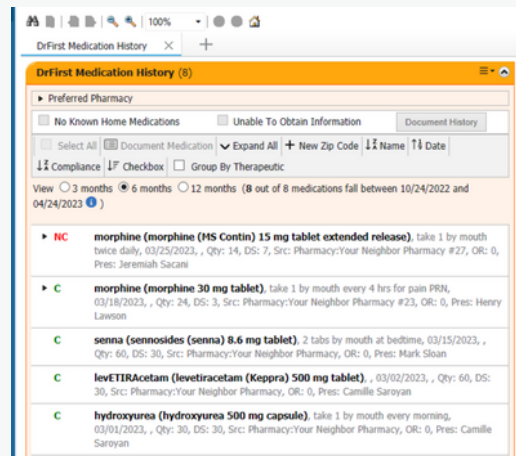 100%
DrFirst Medication History
DrFirst Medication History (8)
Preferred Pharmacy
No Known Home Medications Unable To Obtain Information Document History
Select All Document Medication Expand All New Zip Code Name Date
Compliance Checkbox Group By Therapeutic
View 3 months 6 months 12 months (8 out of 8 medications fall between 10/24/2022 and
04/24/2023 )
NC morphine (morphine (MS Contin) 15 mg tablet extended release), take 1 by mouth
twice daily, 03/25/2023, , Qty: 14, DS: 7, Src: Pharmacy:Your Neighbor Pharmacy #27, OR: 0,
Pres: Jeremiah Sacani
C morphine (morphine 30 mg tablet), take 1 by mouth every 4 hrs for pain PRN,
03/18/2023, , Qty: 24, DS: 3, Src: Pharmacy:Your Neighbor Pharmacy #23, OR: 0, Pres: Henry
Lawson
C senna (sennosides (senna) 8.6 mg tablet), 2 tabs by mouth at bedtime, 03/15/2023, ,
Qty: 60, DS: 30, Src: Pharmacy:Your Neighbor Pharmacy, OR: 0, Pres: Mark Sloan
C levETIRAcetam (levetiracetam (Keppra) 500 mg tablet), , 03/02/2023, , Qty: 60, DS:
30, Src: Pharmacy:Your Neighbor Pharmacy, OR: 0, Pres: Camille Saroyan
C hydroxyurea (hydroxyurea 500 mg capsule), take 1 by mouth every morning,
03/01/2023, , Qty: 30, DS: 30, Src: Pharmacy:Your Neighbor Pharmacy, OR: 0, Pres: Camille
Saroyan